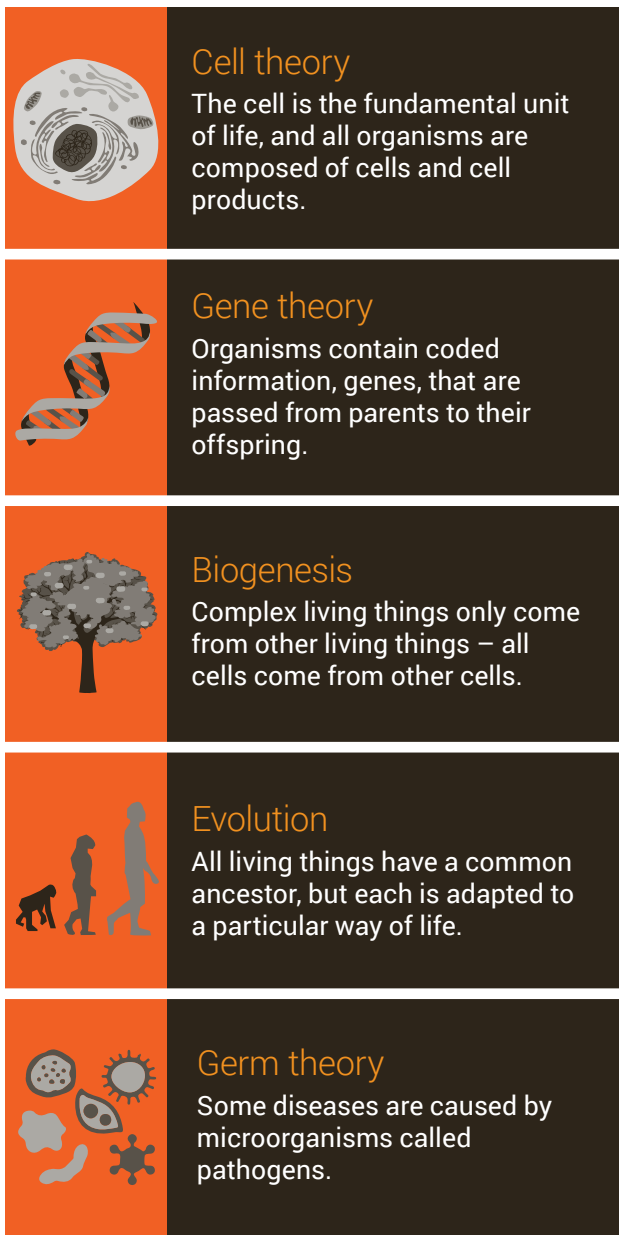 Cell theory
The cell is the fundamental unit
of life, and all organisms are
composed of cells and cell
products.
Gene theory
Organisms contain coded
information, genes, that are
passed from parents to their
offspring.
Biogenesis
Complex living things only come
from other living things – all
cells come from other cells.
Evolution
All living things have a common
ancestor, but each is adapted to
a particular way of life.
Germ theory
Some diseases are caused by
microorganisms called
pathogens.